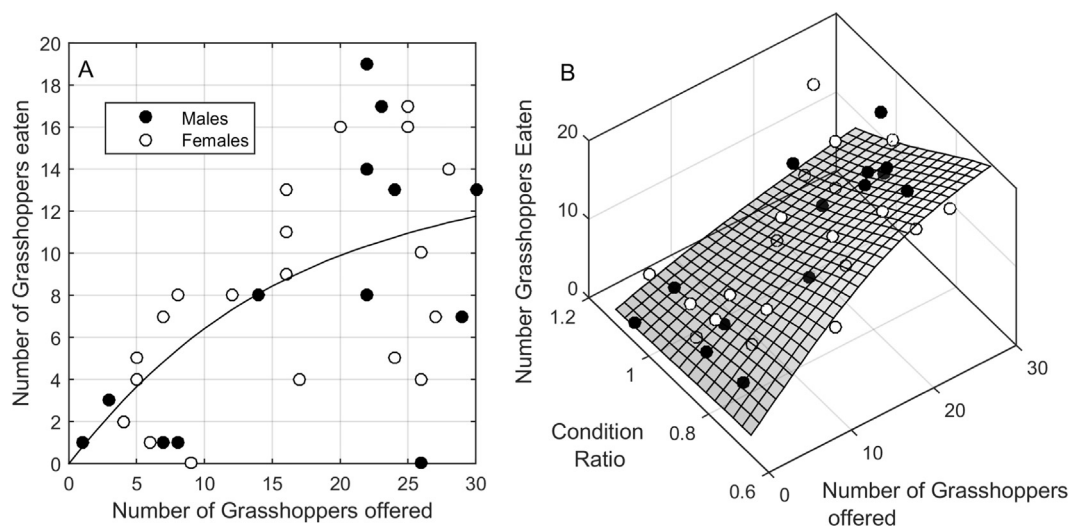 A
Males
Females
20
18
16
14
12
10
8
6
4
2
0
Number of Grasshoppers eaten
0 5 10 15 20 25 30
Number of Grasshoppers offered
B
20
10
0
Number Grasshoppers Eaten
1.2
1
0.8
0.6
Condition
Ratio
0
10
20
30
Number of Grasshoppers
offered